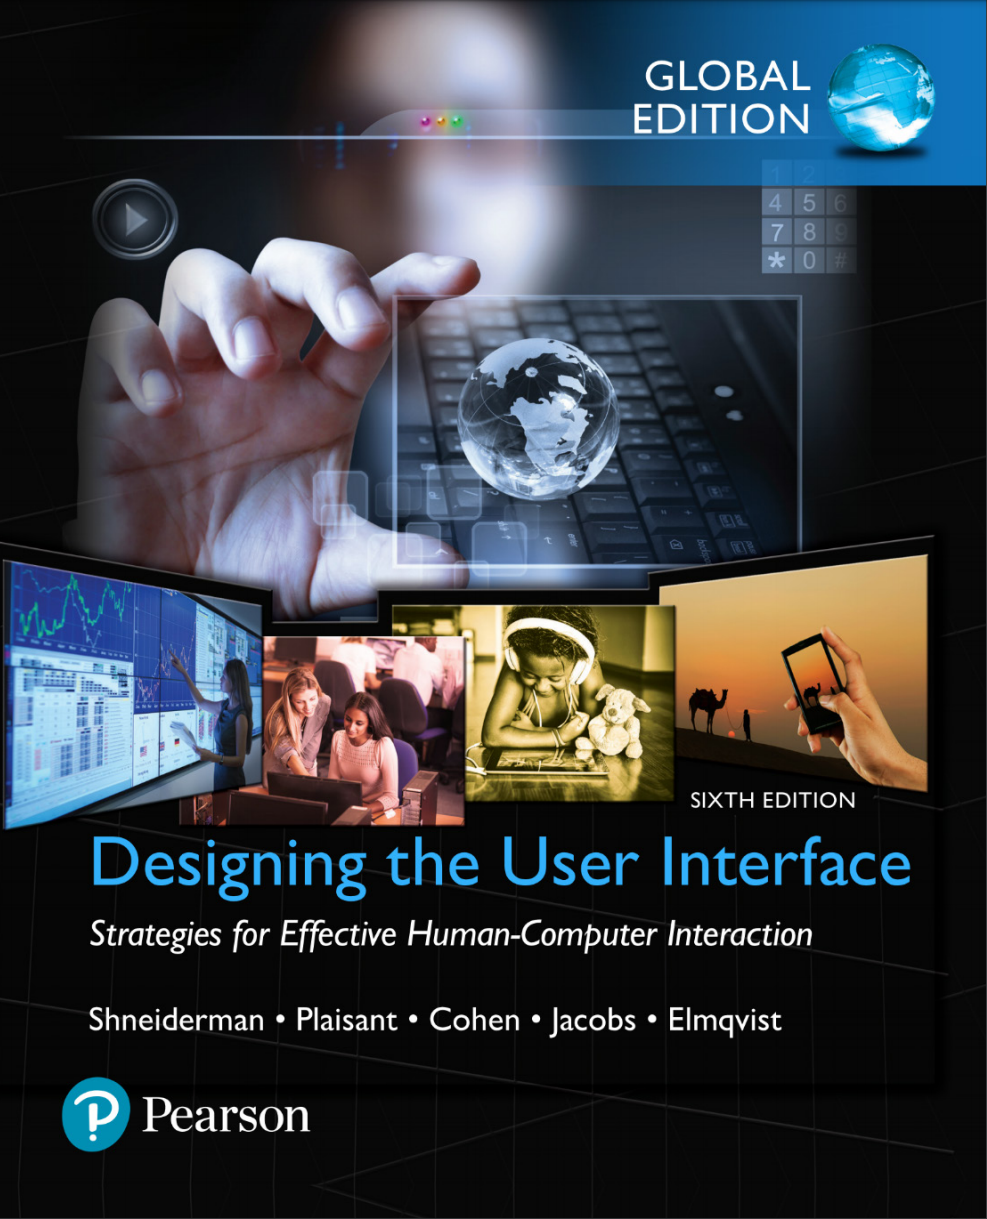 GLOBAL
EDITION
1 2
4 5 6
7 8 9
* 0 #
SIXTH EDITION
Designing the User Interface
Strategies for Effective Human-Computer Interaction
Shneiderman • Plaisant • Cohen • Jacobs • Elmqvist
Pearson